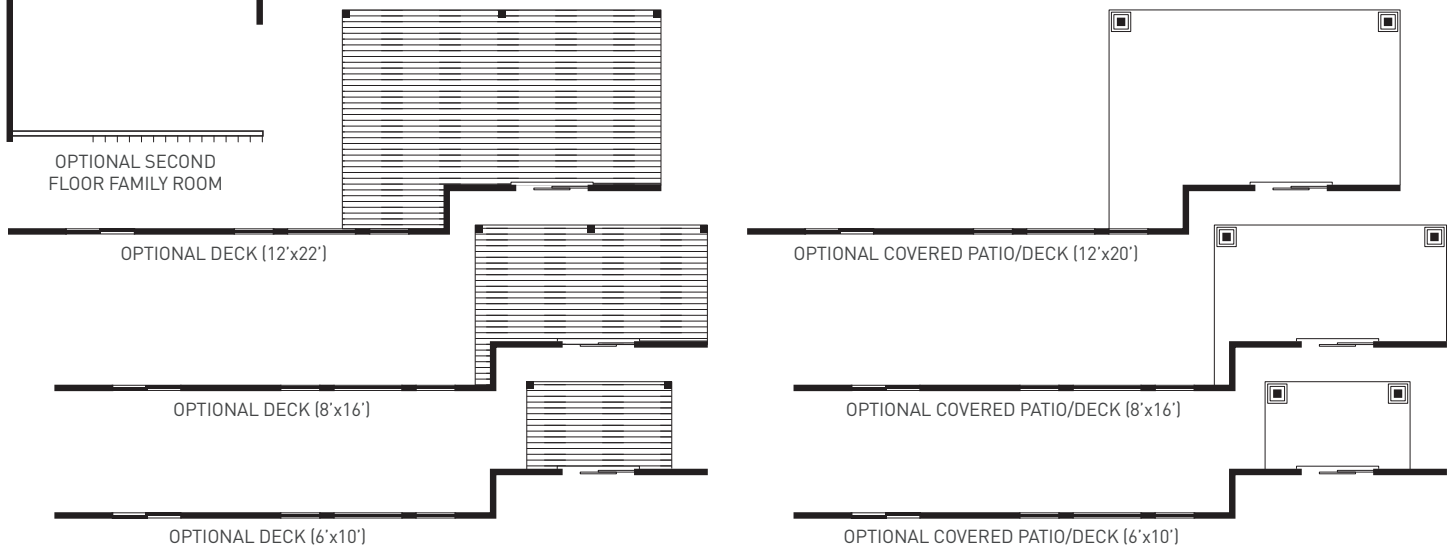 OPTIONAL SECOND
FLOOR FAMILY ROOM
OPTIONAL DECK (12'x22')
OPTIONAL COVERED PATIO/DECK (12'x20')
OPTIONAL DECK (8'x16')
OPTIONAL COVERED PATIO/DECK (8'x16')
OPTIONAL DECK (6'x10')
OPTIONAL COVERED PATIO/DECK (6'x10')